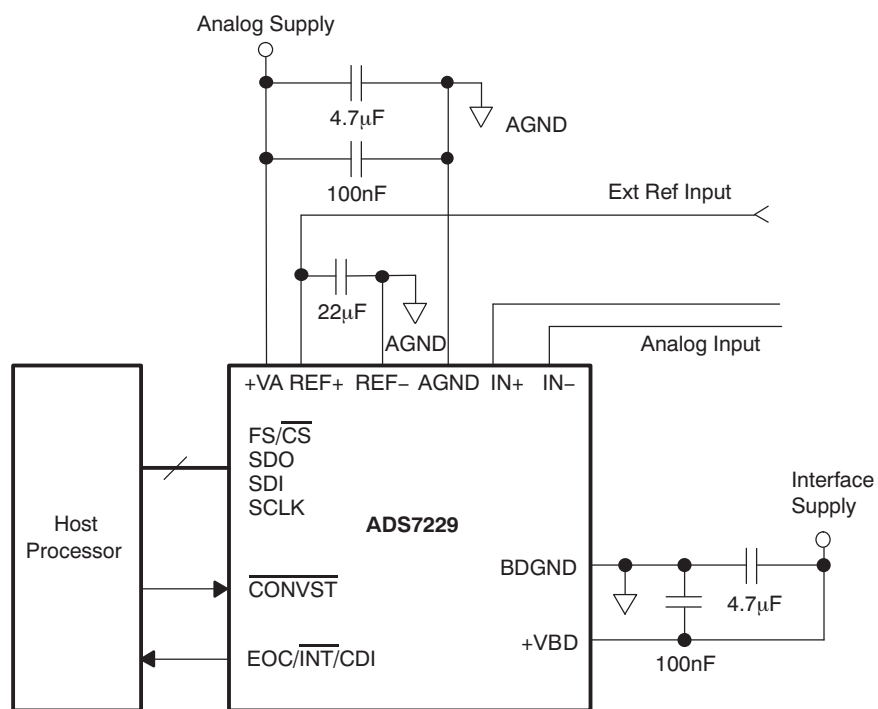 Analog Supply
4.7μF
AGND
100nF
Ext Ref Input
22μF
AGND
Analog Input
+VA REF+ REF− AGND IN+ IN−
FS/CS
SDO
SDI
SCLK
Host
Processor
ADS7229
Interface
Supply
BDGND
4.7μF
CONVST
+VBD
100nF
EOC/INT/CDI